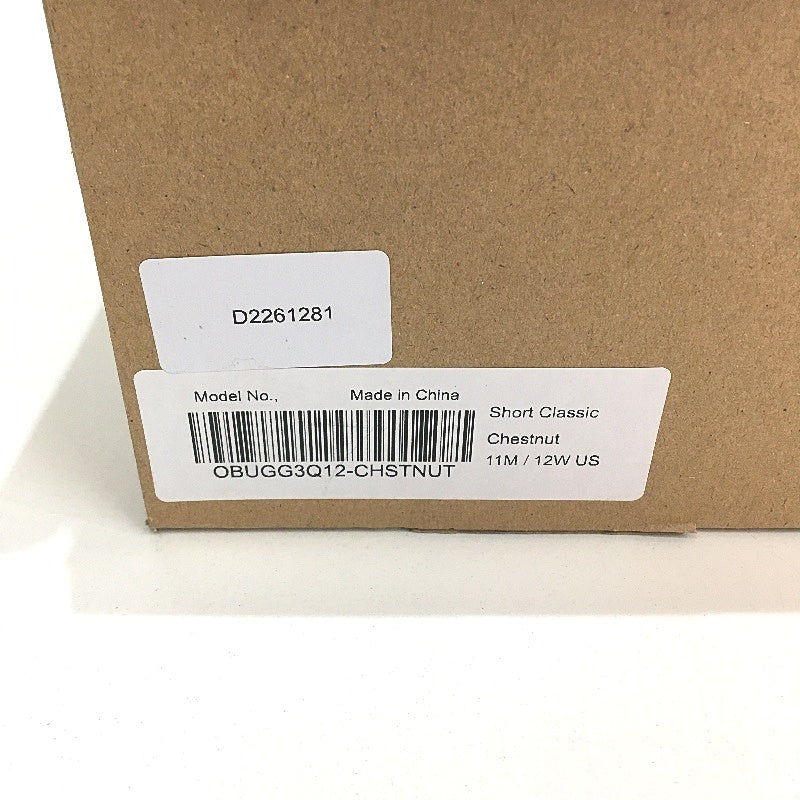 D2261281
Model No., Made in China
Short Classic
Chestnut
11M / 12W US
OBUGG3Q12-CHSTNUT